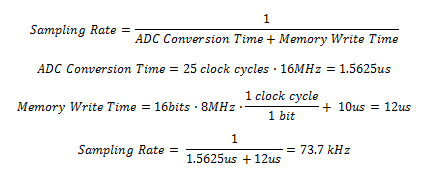 Sampling Rate = 1 / (ADC Conversion Time + Memory Write Time)
ADC Conversion Time = 25 clock cycles · 16MHz = 1.5625us
Memory Write Time = 16bits · 8MHz · (1 clock cycle / 1 bit) + 10us = 12us
Sampling Rate = 1 / (1.5625us + 12us) = 73.7 kHz